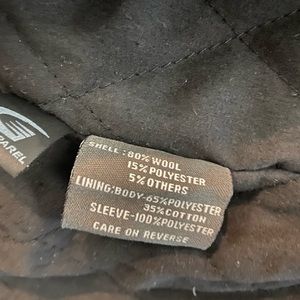 PAREL
SHELL: 80% WOOL
15% POLYESTER
5% OTHERS
LINING:BODY-65%POLYESTER
35%COTTON
SLEEVE-100%POLYESTER
CARE ON REVERSE